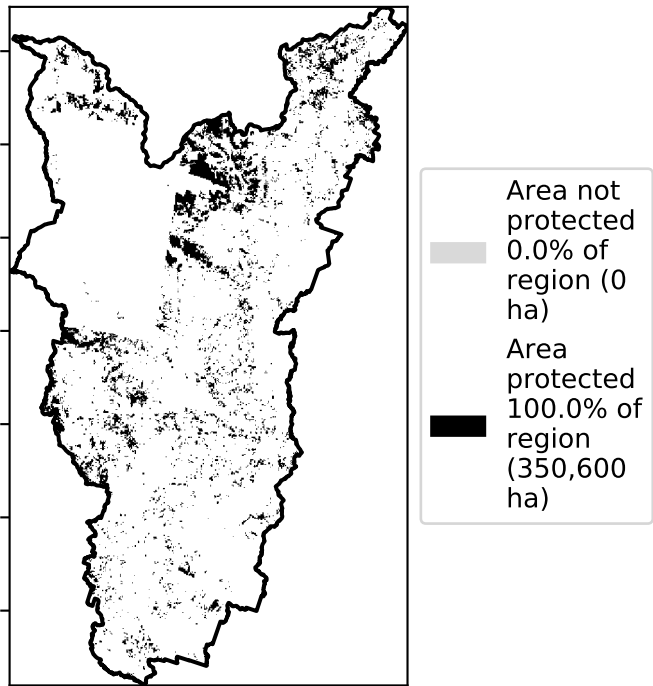 Area not
protected
0.0% of
region (0
ha)
Area
protected
100.0% of
region
(350,600
ha)